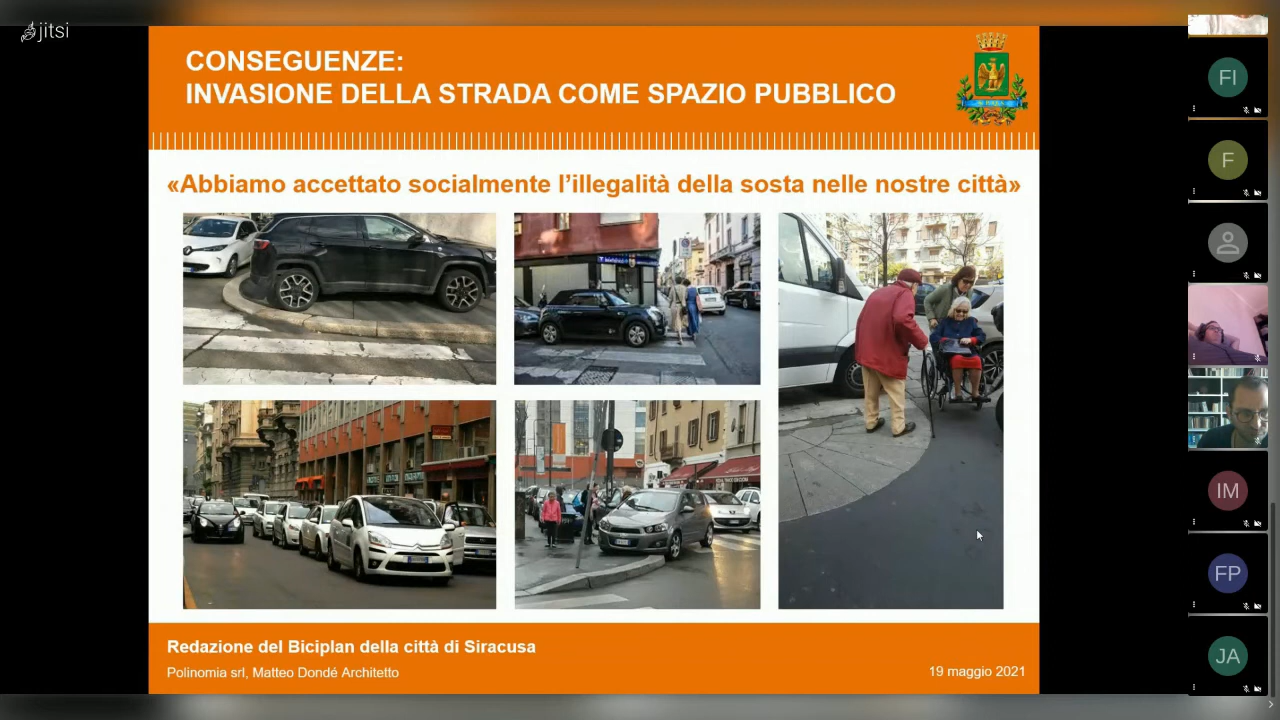 jitsi
CONSEGUENZE:
INVASIONE DELLA STRADA COME SPAZIO PUBBLICO
«Abbiamo accettato socialmente l'illegalità della sosta nelle nostre città»
Redazione del Biciplan della città di Siracusa
Polinomia srl, Matteo Dondé Architetto
19 maggio 2021
FI
F
IM
FP
JA